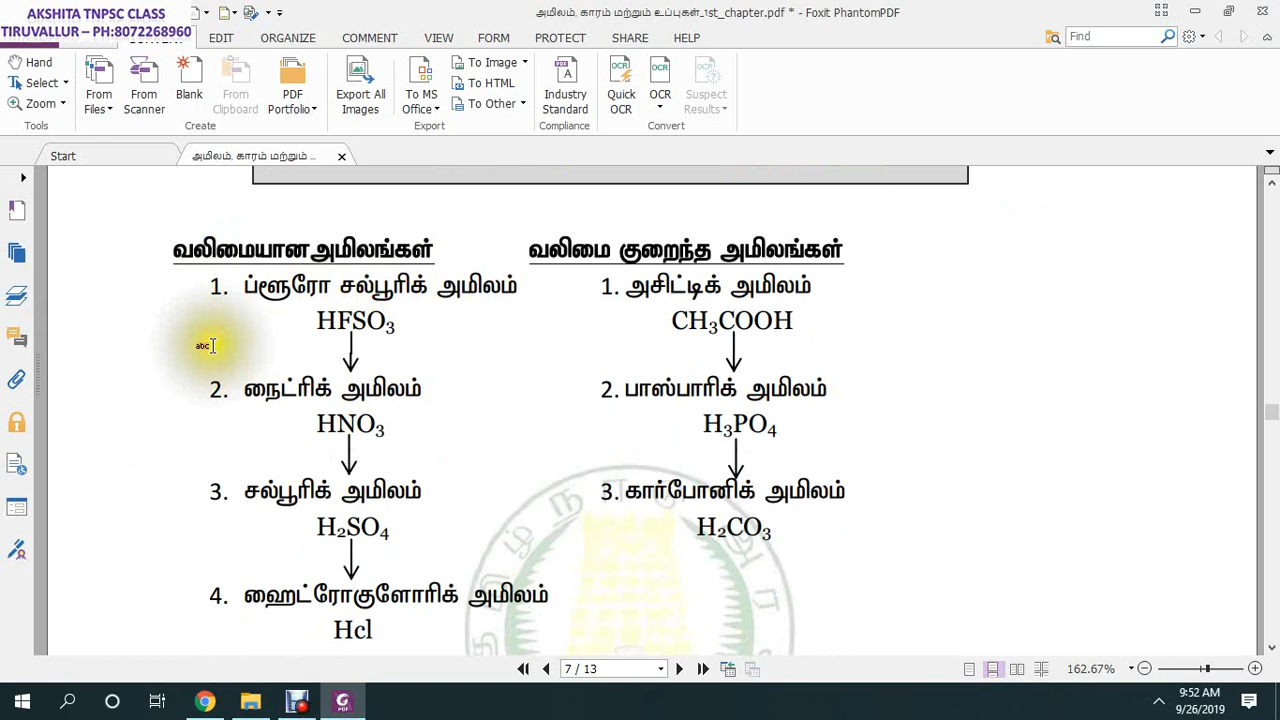 AKSHITA TNPSC CLASS
TIRUVALLUR – PH:8072268960
அமிலம், காரம் மற்றும் உப்புகள்_1st_chapter.pdf * - Foxit PhantomPDF
EDIT ORGANIZE COMMENT VIEW FORM PROTECT SHARE HELP
Find
Hand
Select
Zoom
Tools
From Files
From Scanner
Blank
From Clipboard
PDF Portfolio
Create
Export All Images
To MS Office
To Image
To HTML
To Other
Export
Industry Standard
Compliance
Quick OCR
OCR
Suspect Results
Convert
Start
அமிலம், காரம் மற்றும் ...
வலிமையான அமிலங்கள்
1. ப்ளூரோ சல்பூரிக் அமிலம்
HFSO₃
2. நைட்ரிக் அமிலம்
HNO₃
3. சல்பூரிக் அமிலம்
H₂SO₄
4. ஹைட்ரோகுளோரிக் அமிலம்
Hcl
வலிமை குறைந்த அமிலங்கள்
1. அசிட்டிக் அமிலம்
CH₃COOH
2. பாஸ்பாரிக் அமிலம்
H₃PO₄
3. கார்போனிக் அமிலம்
H₂CO₃
abc
7 / 13
162.67%
9:52 AM
9/26/2019